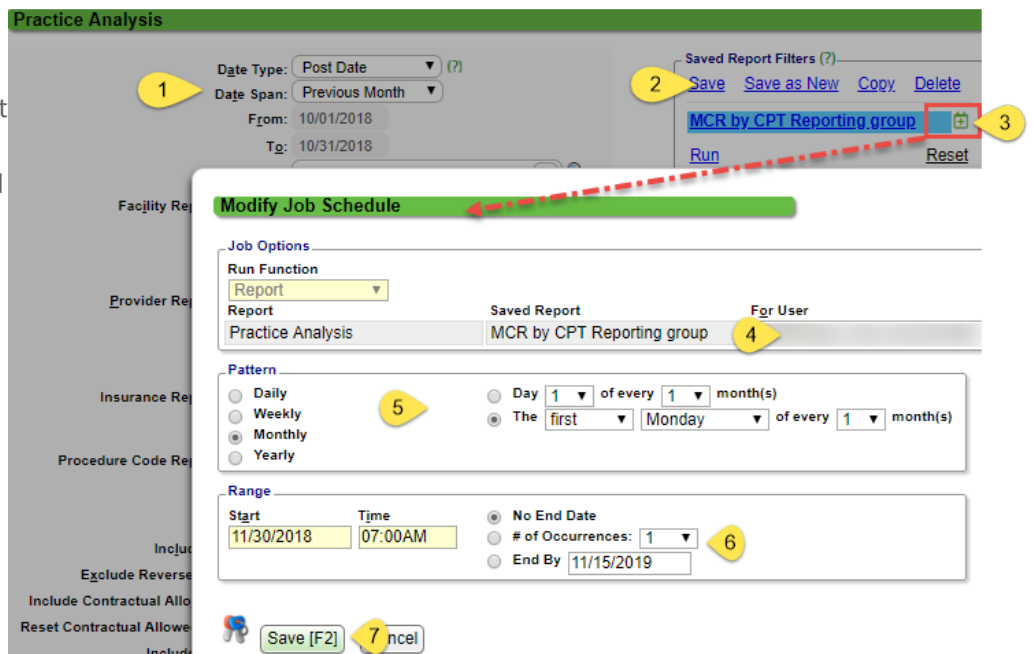 Practice Analysis
Date Type: Post Date (?)
Date Span: Previous Month
From: 10/01/2018
To: 10/31/2018
1
Saved Report Filters (?)
2
Save Save as New Copy Delete
MCR by CPT Reporting group
3
Run Reset
Facility Rep
Provider Rep
Insurance Rep
Procedure Code Rep
Includ
Exclude Reverse
Include Contractual Allo
Reset Contractual Allowe
Include
Modify Job Schedule
Job Options
Run Function
Report
Report Saved Report For User
Practice Analysis MCR by CPT Reporting group
4
Pattern
Daily
Weekly
Monthly
Yearly
5
Day 1 of every 1 month(s)
The first Monday of every 1 month(s)
Range
Start Time
11/30/2018 07:00AM
No End Date
# of Occurrences: 1
End By 11/15/2019
6
Save [F2] 7 ncel